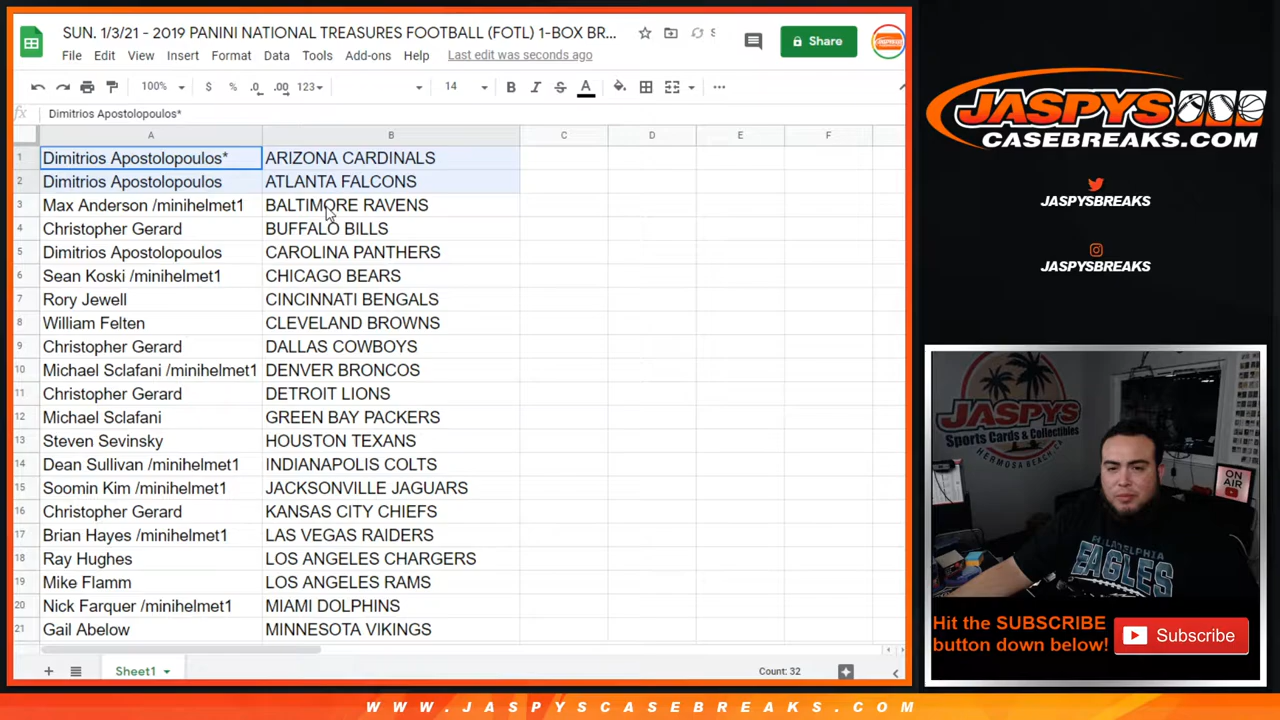 SUN. 1/3/21 - 2019 PANINI NATIONAL TREASURES FOOTBALL (FOTL) 1-BOX BR...
S
Share
File Edit View Insert Format Data Tools Add-ons Help Last edit was seconds ago
100% $ % .0 .00 123 14 B I S A
fx Dimitrios Apostolopoulos*
A B C D E F
1 Dimitrios Apostolopoulos* ARIZONA CARDINALS
2 Dimitrios Apostolopoulos ATLANTA FALCONS
3 Max Anderson /minihelmet1 BALTIMORE RAVENS
4 Christopher Gerard BUFFALO BILLS
5 Dimitrios Apostolopoulos CAROLINA PANTHERS
6 Sean Koski /minihelmet1 CHICAGO BEARS
7 Rory Jewell CINCINNATI BENGALS
8 William Felten CLEVELAND BROWNS
9 Christopher Gerard DALLAS COWBOYS
10 Michael Sclafani /minihelmet1 DENVER BRONCOS
11 Christopher Gerard DETROIT LIONS
12 Michael Sclafani GREEN BAY PACKERS
13 Steven Sevinsky HOUSTON TEXANS
14 Dean Sullivan /minihelmet1 INDIANAPOLIS COLTS
15 Soomin Kim /minihelmet1 JACKSONVILLE JAGUARS
16 Christopher Gerard KANSAS CITY CHIEFS
17 Brian Hayes /minihelmet1 LAS VEGAS RAIDERS
18 Ray Hughes LOS ANGELES CHARGERS
19 Mike Flamm LOS ANGELES RAMS
20 Nick Farquer /minihelmet1 MIAMI DOLPHINS
21 Gail Abelow MINNESOTA VIKINGS
Sheet1
Count: 32
JASPYS
CASEBREAKS.COM
JASPYSBREAKS
JASPYSBREAKS
JASPYS
Sports Cards & Collectibles
HERMOSA BEACH, CA
ON AIR
PHILADELPHIA
EAGLES
Hit the SUBSCRIBE
button down below!
Subscribe
WWW.JASPYSCASEBREAKS.COM